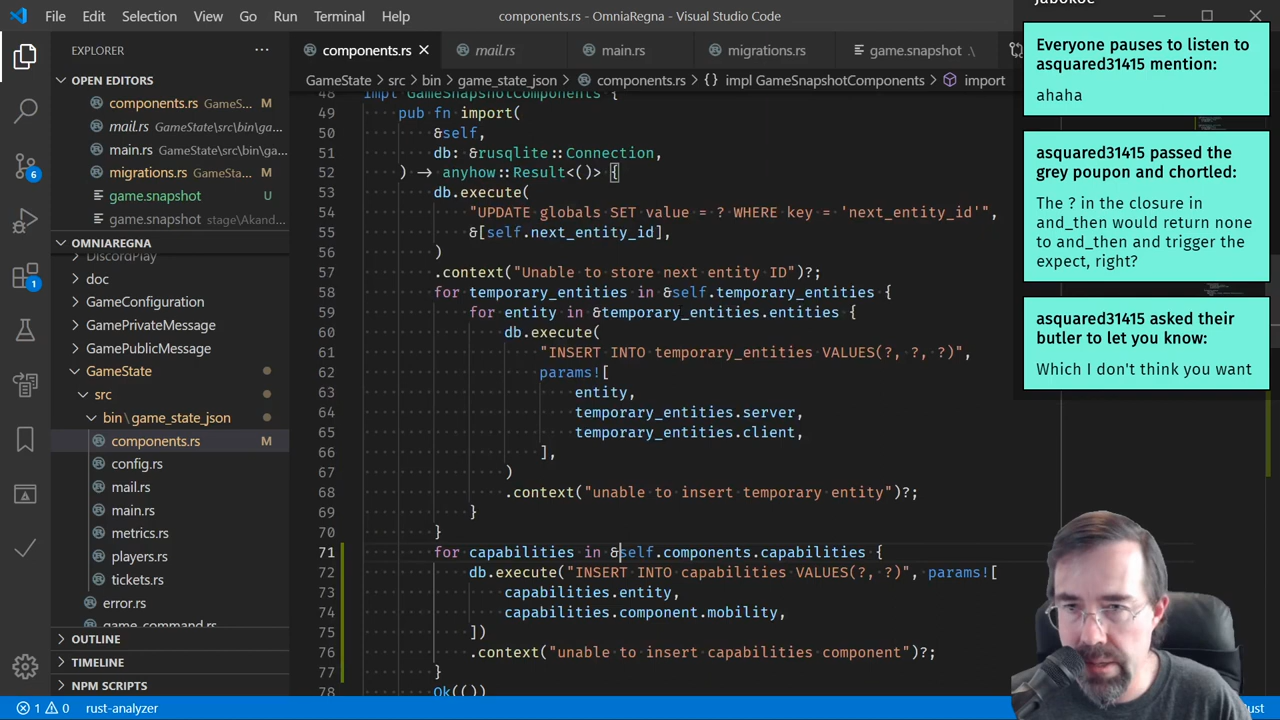 File Edit Selection View Go Run Terminal Help
components.rs - OmniaRegna - Visual Studio Code
EXPLORER
OPEN EDITORS
components.rs GameS... M
mail.rs GameState\src\bin\ga...
main.rs GameState\src\bin\gam...
migrations.rs GameSta... M
game.snapshot U
game.snapshot stage\Akand...
OMNIAREGNA
DiscordPlay
doc
GameConfiguration
GamePrivateMessage
GamePublicMessage
GameState
src
bin\game_state_json
components.rs M
config.rs
mail.rs
main.rs
metrics.rs
players.rs
tickets.rs
error.rs
game_command.rs
OUTLINE
TIMELINE
NPM SCRIPTS
6
1
components.rs mail.rs main.rs migrations.rs game.snapshot .\
GameState > src > bin > game_state_json > components.rs > {} impl GameSnapshotComponents > import
48 impl GameSnapshotComponents {
49 pub fn import(
50 &self,
51 db: &rusqlite::Connection,
52 ) → anyhow::Result<()> {
53 db.execute(
54 "UPDATE globals SET value = ? WHERE key = 'next_entity_id'",
55 &[self.next_entity_id],
56 )
57 .context("Unable to store next entity ID")?;
58 for temporary_entities in &self.temporary_entities {
59 for entity in &temporary_entities.entities {
60 db.execute(
61 "INSERT INTO temporary_entities VALUES(?, ?, ?)",
62 params![
63 entity,
64 temporary_entities.server,
65 temporary_entities.client,
66 ],
67 )
68 .context("unable to insert temporary entity")?;
69 }
70 }
71 for capabilities in &self.components.capabilities {
72 db.execute("INSERT INTO capabilities VALUES(?, ?)", params![
73 capabilities.entity,
74 capabilities.component.mobility,
75 ])
76 .context("unable to insert capabilities component")?;
77 }
78 Ok(())
Everyone pauses to listen to
asquared31415 mention:
ahaha
asquared31415 passed the
grey poupon and chortled:
The ? in the closure in
and_then would return none
to and_then and trigger the
expect, right?
asquared31415 asked their
butler to let you know:
Which I don't think you want
1 0 rust-analyzer